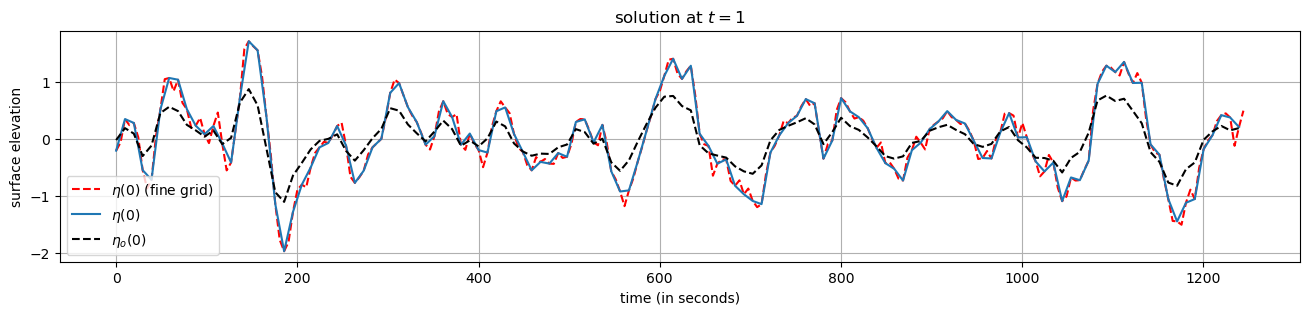 solution at t = 1
surface elevation
1
0
−1
−2
η(0) (fine grid)
η(0)
ηₒ(0)
0 200 400 600 800 1000 1200
time (in seconds)